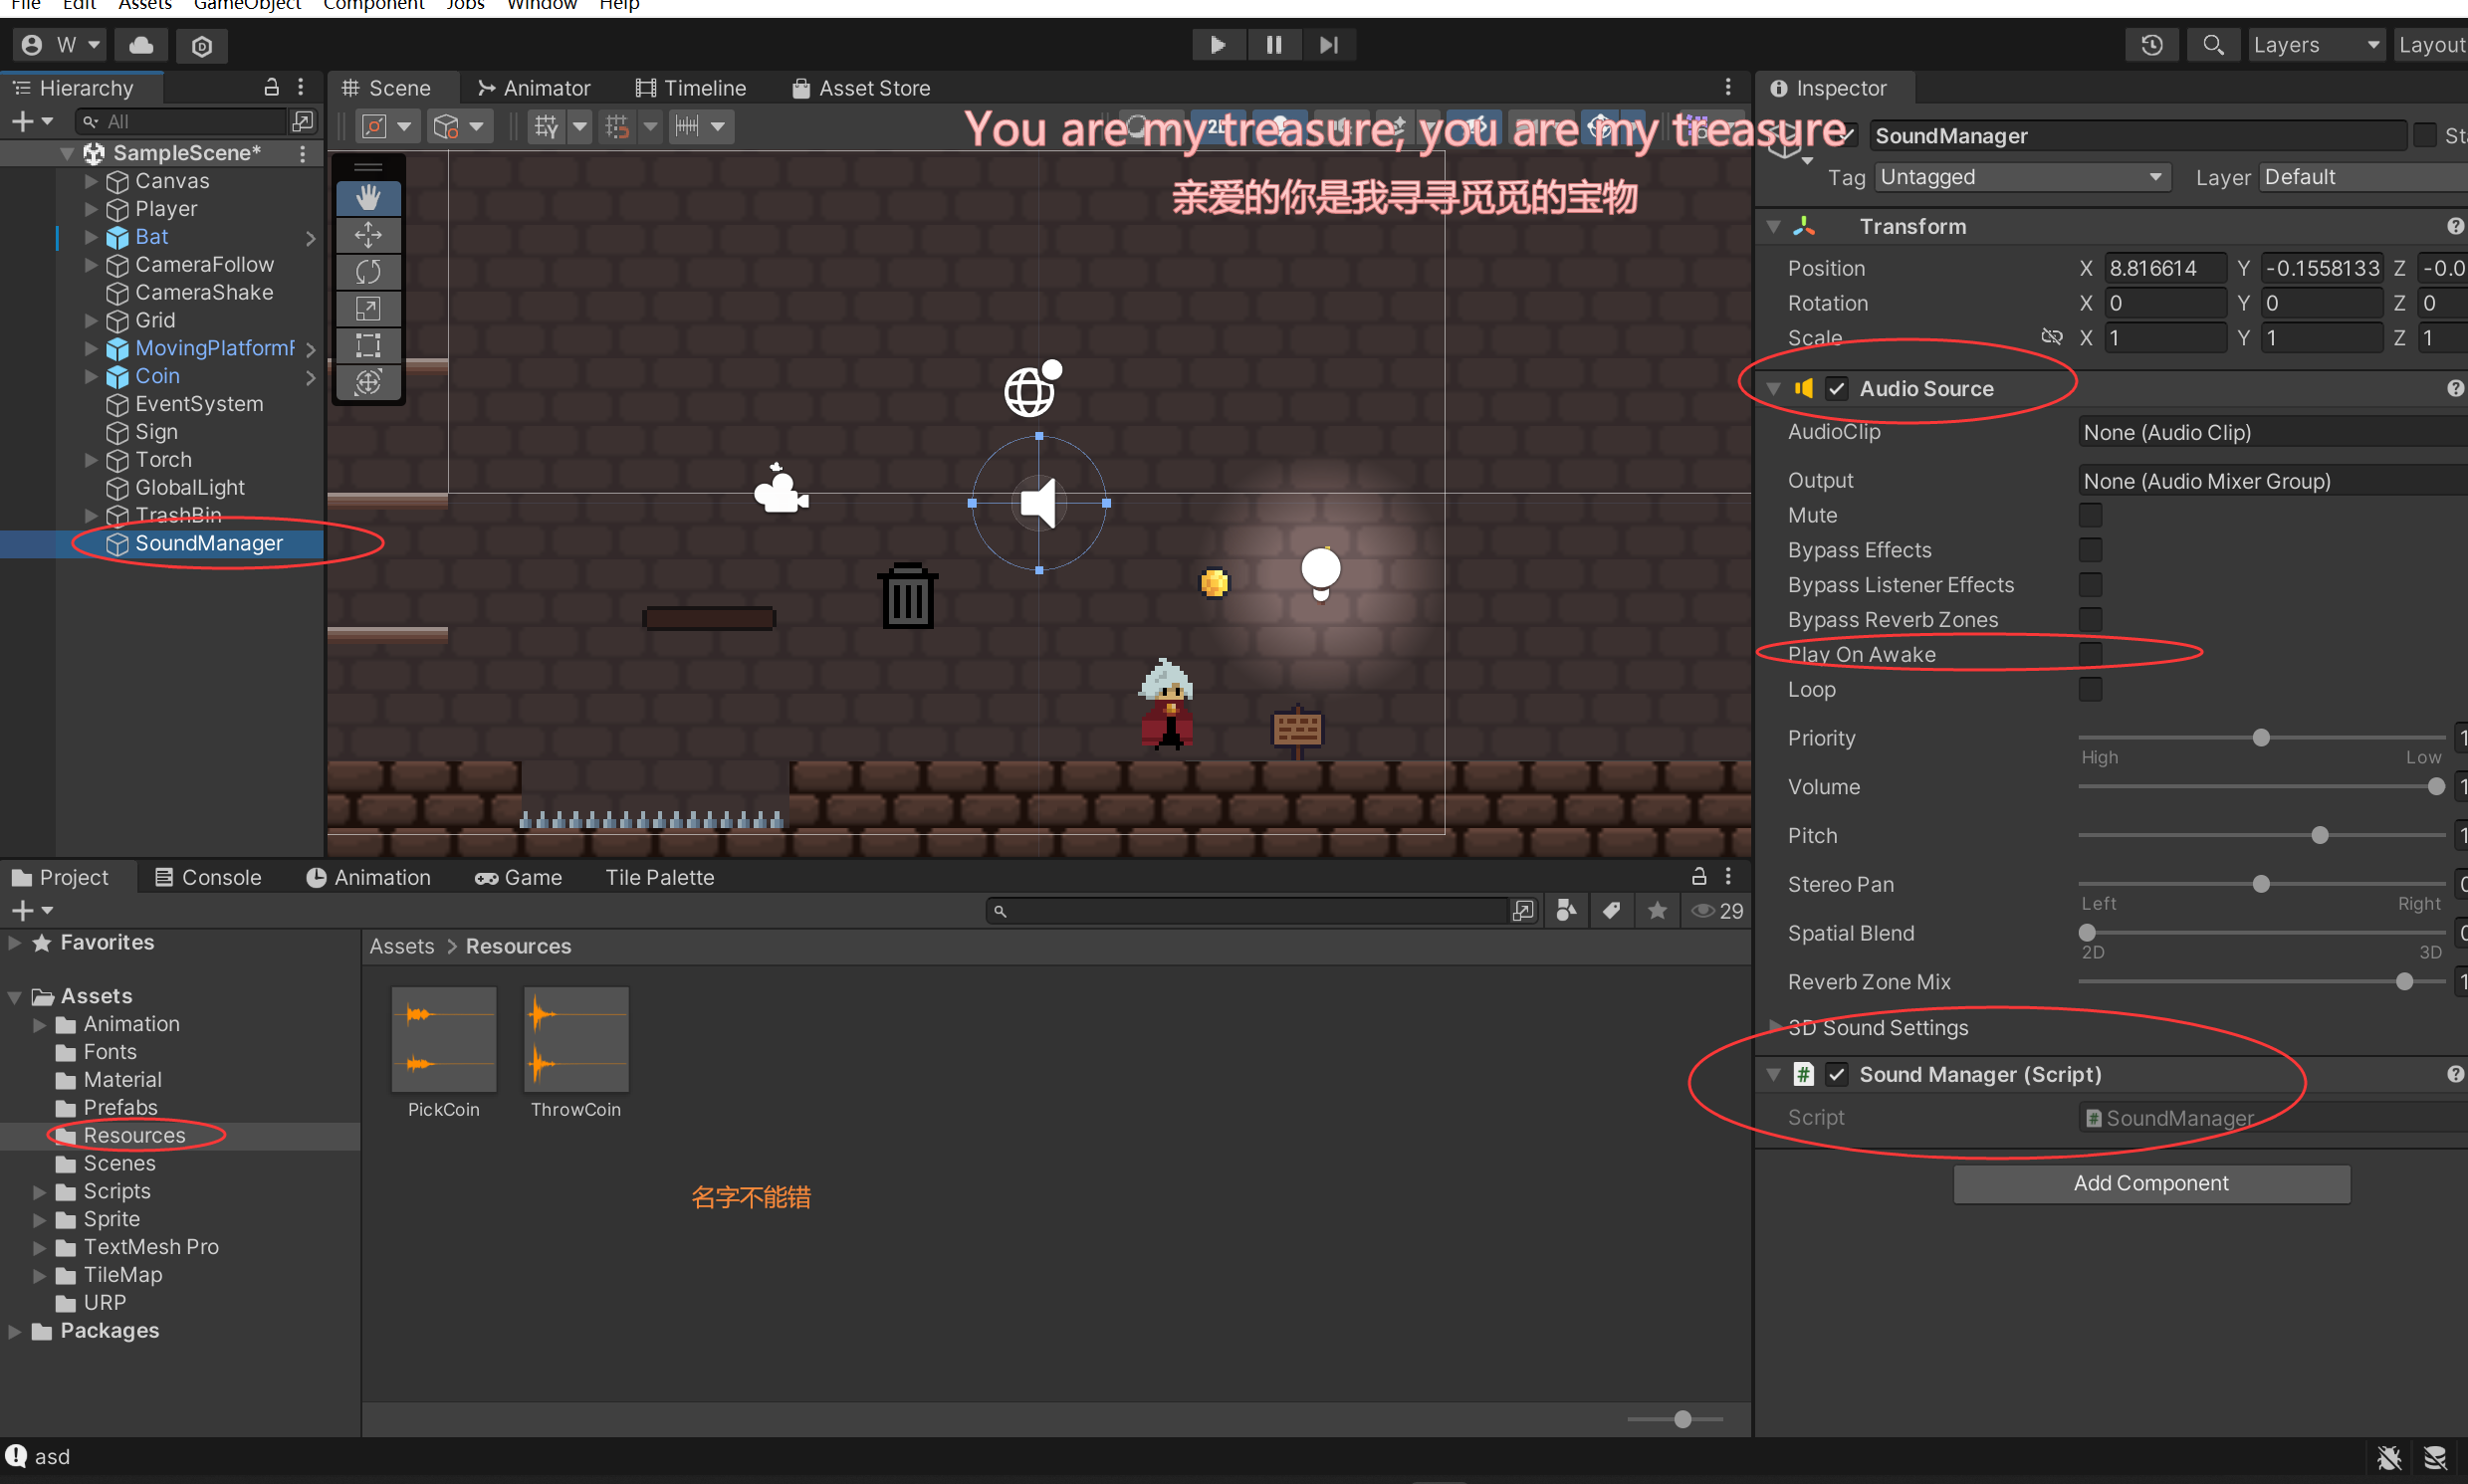 File Edit Assets GameObject Component Jobs Window Help
W
Layers
Layout
Hierarchy
Scene
Animator
Timeline
Asset Store
Inspector
All
2D
You are my treasure, you are my treasure
亲爱的你是我寻寻觅觅的宝物
SampleScene*
Canvas
Player
Bat
CameraFollow
CameraShake
Grid
MovingPlatformF
Coin
EventSystem
Sign
Torch
GlobalLight
TrashBin
SoundManager
SoundManager
Sta
Tag Untagged
Layer Default
Transform
Position X 8.816614 Y -0.1558133 Z -0.0
Rotation X 0 Y 0 Z 0
Scale X 1 Y 1 Z 1
Audio Source
AudioClip None (Audio Clip)
Output None (Audio Mixer Group)
Mute
Bypass Effects
Bypass Listener Effects
Bypass Reverb Zones
Play On Awake
Loop
Priority
High Low
Volume
Pitch
Stereo Pan
Left Right
Spatial Blend
2D 3D
Reverb Zone Mix
3D Sound Settings
Sound Manager (Script)
Script SoundManager
Add Component
Project
Console
Animation
Game
Tile Palette
29
Favorites
Assets
Animation
Fonts
Material
Prefabs
Resources
Scenes
Scripts
Sprite
TextMesh Pro
TileMap
URP
Packages
Assets > Resources
PickCoin
ThrowCoin
名字不能错
asd